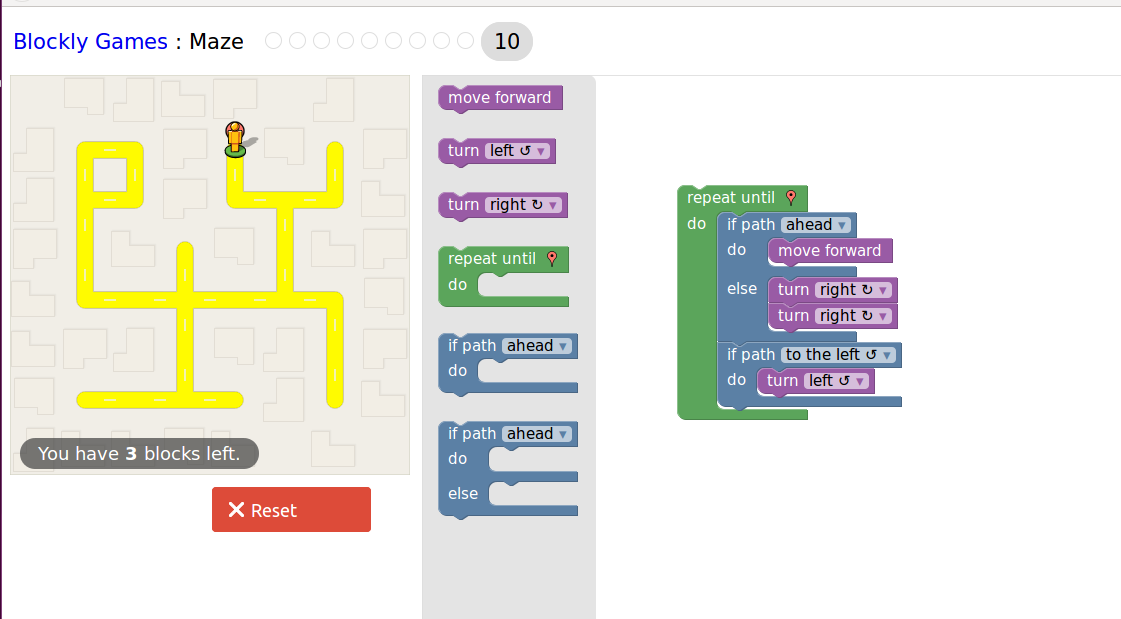 Blockly Games : Maze 10
You have 3 blocks left.
Reset
move forward
turn left ↺ ▾
turn right ↻ ▾
repeat until
do
if path ahead ▾
do
if path ahead ▾
do
else
repeat until
do
if path ahead ▾
do move forward
else turn right ↻ ▾
turn right ↻ ▾
if path to the left ↺ ▾
do turn left ↺ ▾